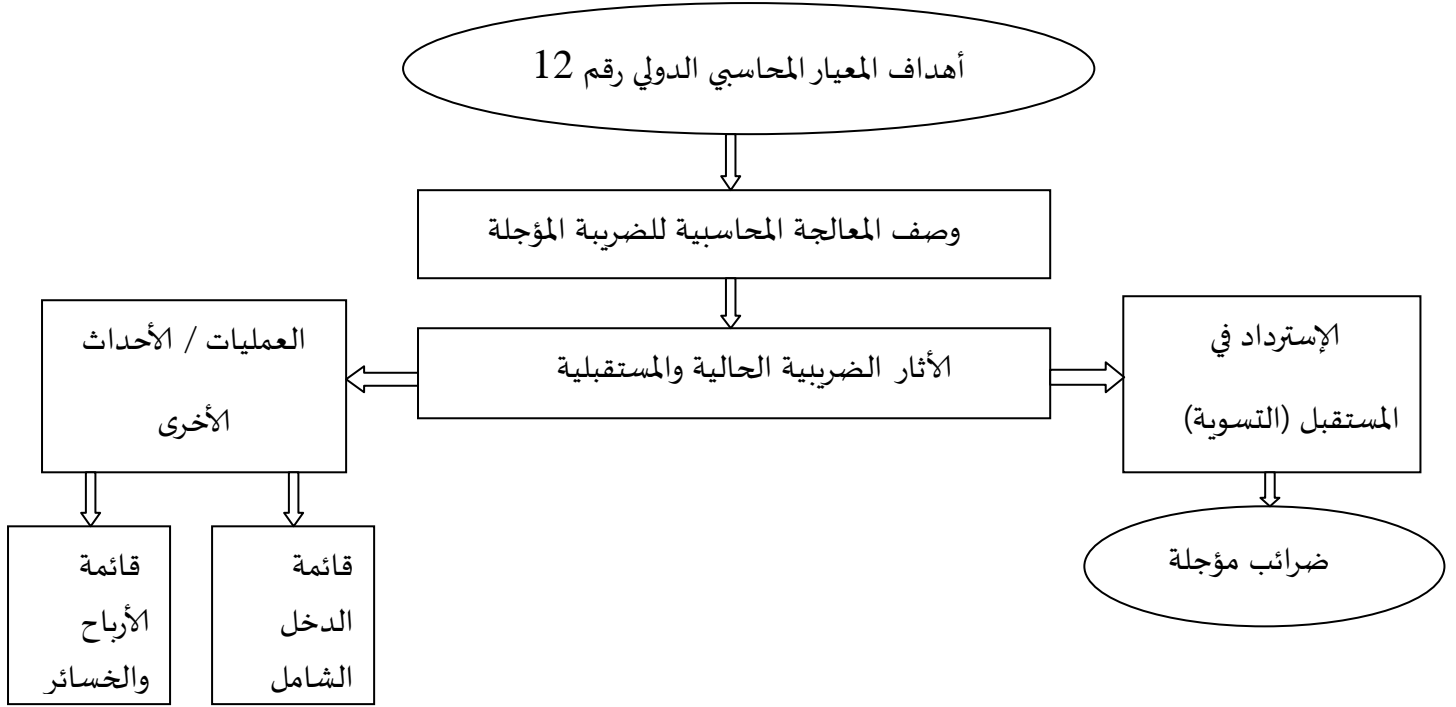 أهداف المعيار المحاسبي الدولي رقم 12
وصف المعالجة المحاسبية للضريبة المؤجلة
الأثار الضريبية الحالية والمستقبلية
الإسترداد في
المستقبل (التسوية)
العمليات / الأحداث
الأخرى
ضرائب مؤجلة
قائمة
الدخل
الشامل
قائمة
الأرباح
والخسائر